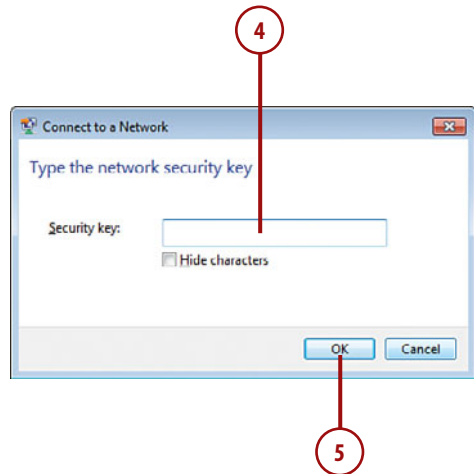 4
Connect to a Network
Type the network security key
Security key:
Hide characters
OK Cancel
5